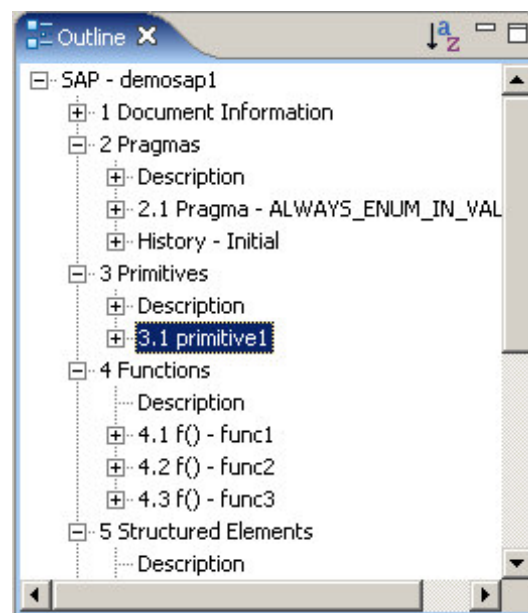 Outline
SAP - demosap1
1 Document Information
2 Pragmas
Description
2.1 Pragma - ALWAYS_ENUM_IN_VAL
History - Initial
3 Primitives
Description
3.1 primitive1
4 Functions
Description
4.1 f() - func1
4.2 f() - func2
4.3 f() - func3
5 Structured Elements
Description